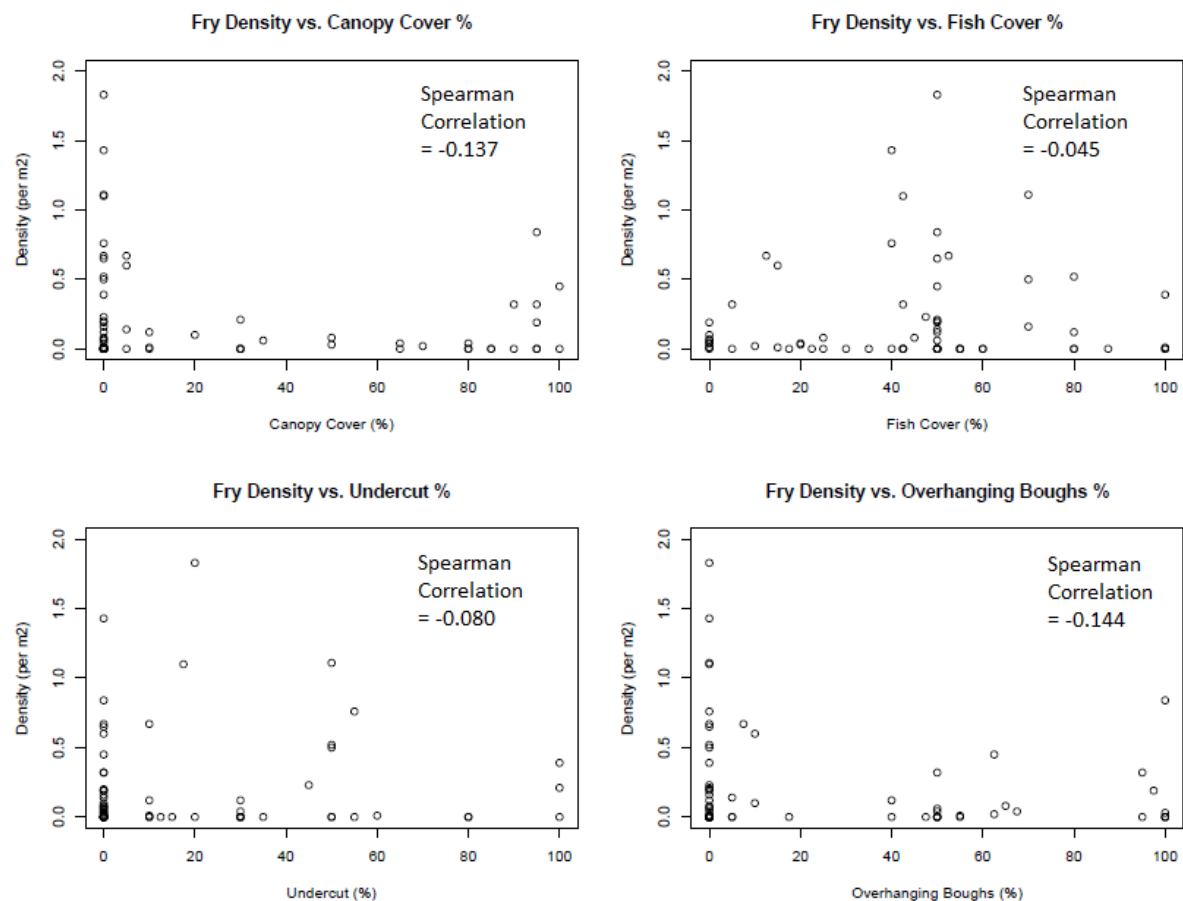 Fry Density vs. Canopy Cover %
2.0
1.5
1.0
0.5
0.0
Density (per m2)
Spearman
Correlation
= -0.137
0 20 40 60 80 100
Canopy Cover (%)
Fry Density vs. Fish Cover %
2.0
1.5
1.0
0.5
0.0
Density (per m2)
Spearman
Correlation
= -0.045
0 20 40 60 80 100
Fish Cover (%)
Fry Density vs. Undercut %
2.0
1.5
1.0
0.5
0.0
Density (per m2)
Spearman
Correlation
= -0.080
0 20 40 60 80 100
Undercut (%)
Fry Density vs. Overhanging Boughs %
2.0
1.5
1.0
0.5
0.0
Density (per m2)
Spearman
Correlation
= -0.144
0 20 40 60 80 100
Overhanging Boughs (%)